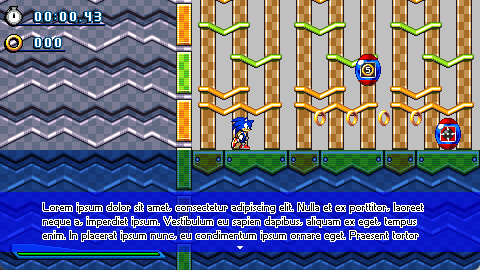 00:00.43
000
5
Lorem ipsum dolor sit amet, consectetur adipiscing elit. Nulla et ex porttitor, laoreet
neque a, imperdiet ipsum. Vestibulum eu sapien dapibus, aliquam ex eget, tempus
enim. In placerat ipsum nunc, eu condimentum ipsum ornare eget. Praesent tortor